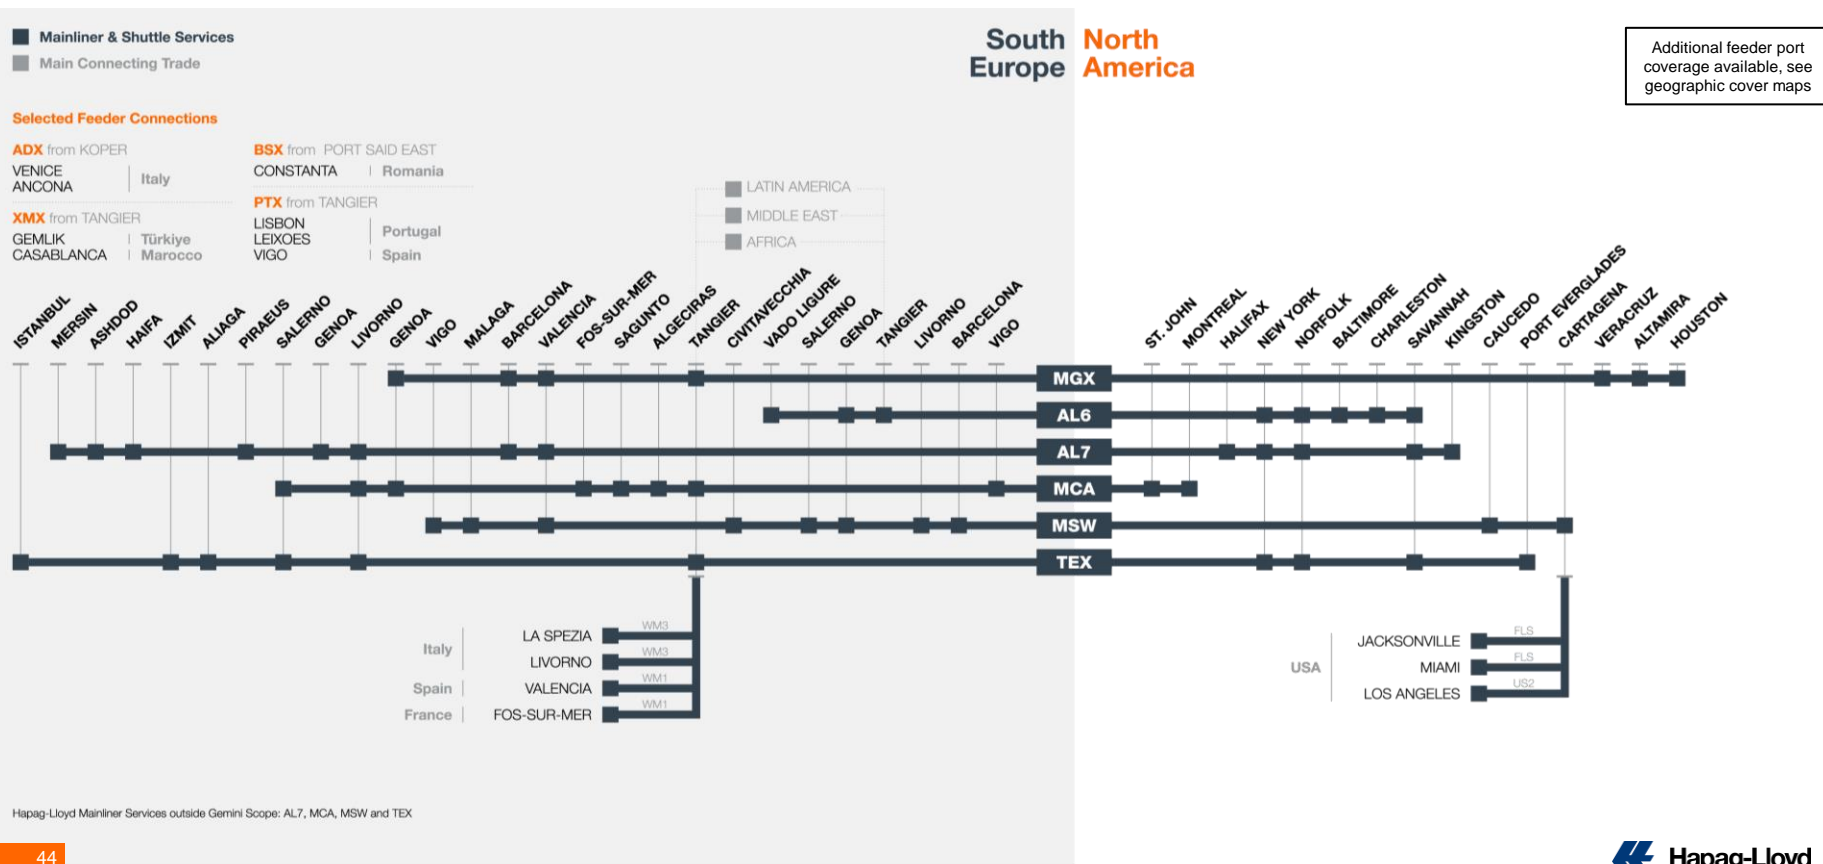 Mainliner & Shuttle Services
Main Connecting Trade
South North
Europe America
Additional feeder port
coverage available, see
geographic cover maps
Selected Feeder Connections
ADX from KOPER
VENICE
ANCONA
Italy
XMX from TANGIER
GEMLIK Türkiye
CASABLANCA Marocco
BSX from PORT SAID EAST
CONSTANTA Romania
PTX from TANGIER
LISBON
LEIXOES
Portugal
VIGO Spain
LATIN AMERICA
MIDDLE EAST
AFRICA
ISTANBUL
MERSIN
ASHDOD
HAIFA
IZMIT
ALIAGA
PIRAEUS
SALERNO
GENOA
LIVORNO
GENOA
VIGO
MALAGA
BARCELONA
VALENCIA
FOS-SUR-MER
SAGUNTO
ALGECIRAS
TANGIER
CIVITAVECCHIA
VADO LIGURE
SALERNO
GENOA
TANGIER
LIVORNO
BARCELONA
VIGO
ST. JOHN
MONTREAL
HALIFAX
NEW YORK
NORFOLK
BALTIMORE
CHARLESTON
SAVANNAH
KINGSTON
CAUCEDO
PORT EVERGLADES
CARTAGENA
VERACRUZ
ALTAMIRA
HOUSTON
MGX
AL6
AL7
MCA
MSW
TEX
Italy
LA SPEZIA WM3
LIVORNO WM3
Spain VALENCIA WM1
France FOS-SUR-MER WM1
USA
JACKSONVILLE FLS
MIAMI FLS
LOS ANGELES US2
Hapag-Lloyd Mainliner Services outside Gemini Scope: AL7, MCA, MSW and TEX
44
Hapag-Lloyd